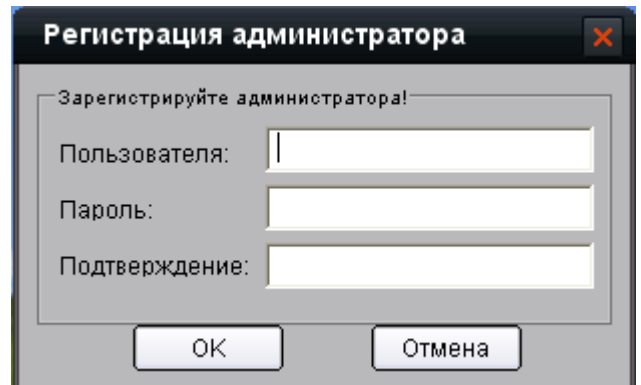 Регистрация администратора
Зарегистрируйте администратора!
Пользователя:
Пароль:
Подтверждение:
OK Отмена